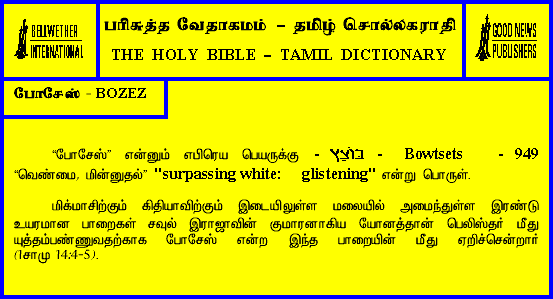 BELLWETHER
INTERNATIONAL
பரிசுத்த வேதாகமம் – தமிழ் சொல்லகராதி
THE HOLY BIBLE – TAMIL DICTIONARY
GOOD NEWS
PUBLISHERS
போசேஸ் - BOZEZ
“போசேஸ்” என்னும் எபிரெய பெயருக்கு - בּוֹצֵץ - Bowtsets - 949
“வெண்மை, மின்னுதல்” "surpassing white: glistening" என்று பொருள்.
மிக்மாசிற்கும் கிதியாவிற்கும் இடையிலுள்ள மலையில் அமைந்துள்ள இரண்டு
உயரமான பாறைகள் சவுல் இராஜாவின் குமாரனாகிய யோனத்தான் பெலிஸ்தர் மீது
யுத்தம்பண்ணுவதற்காக போசேஸ் என்ற இந்த பாறையின் மீது ஏறிச்சென்றார்
(1சாமு 14:4-5).